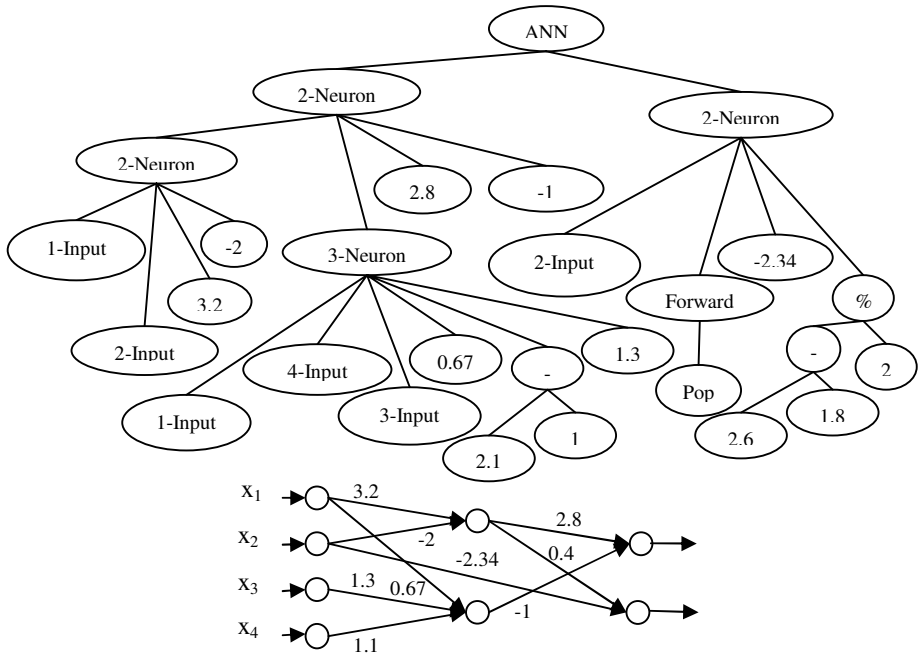 ANN
2-Neuron
2-Neuron
2-Neuron
2.8
-1
1-Input
-2
3-Neuron
2-Input
-2.34
3.2
Forward
%
2-Input
4-Input
0.67
-
1.3
-
2
1-Input
3-Input
Pop
2.1
1
2.6
1.8
x1
3.2
2.8
x2
-2
-2.34
0.4
x3
1.3
0.67
-1
x4
1.1